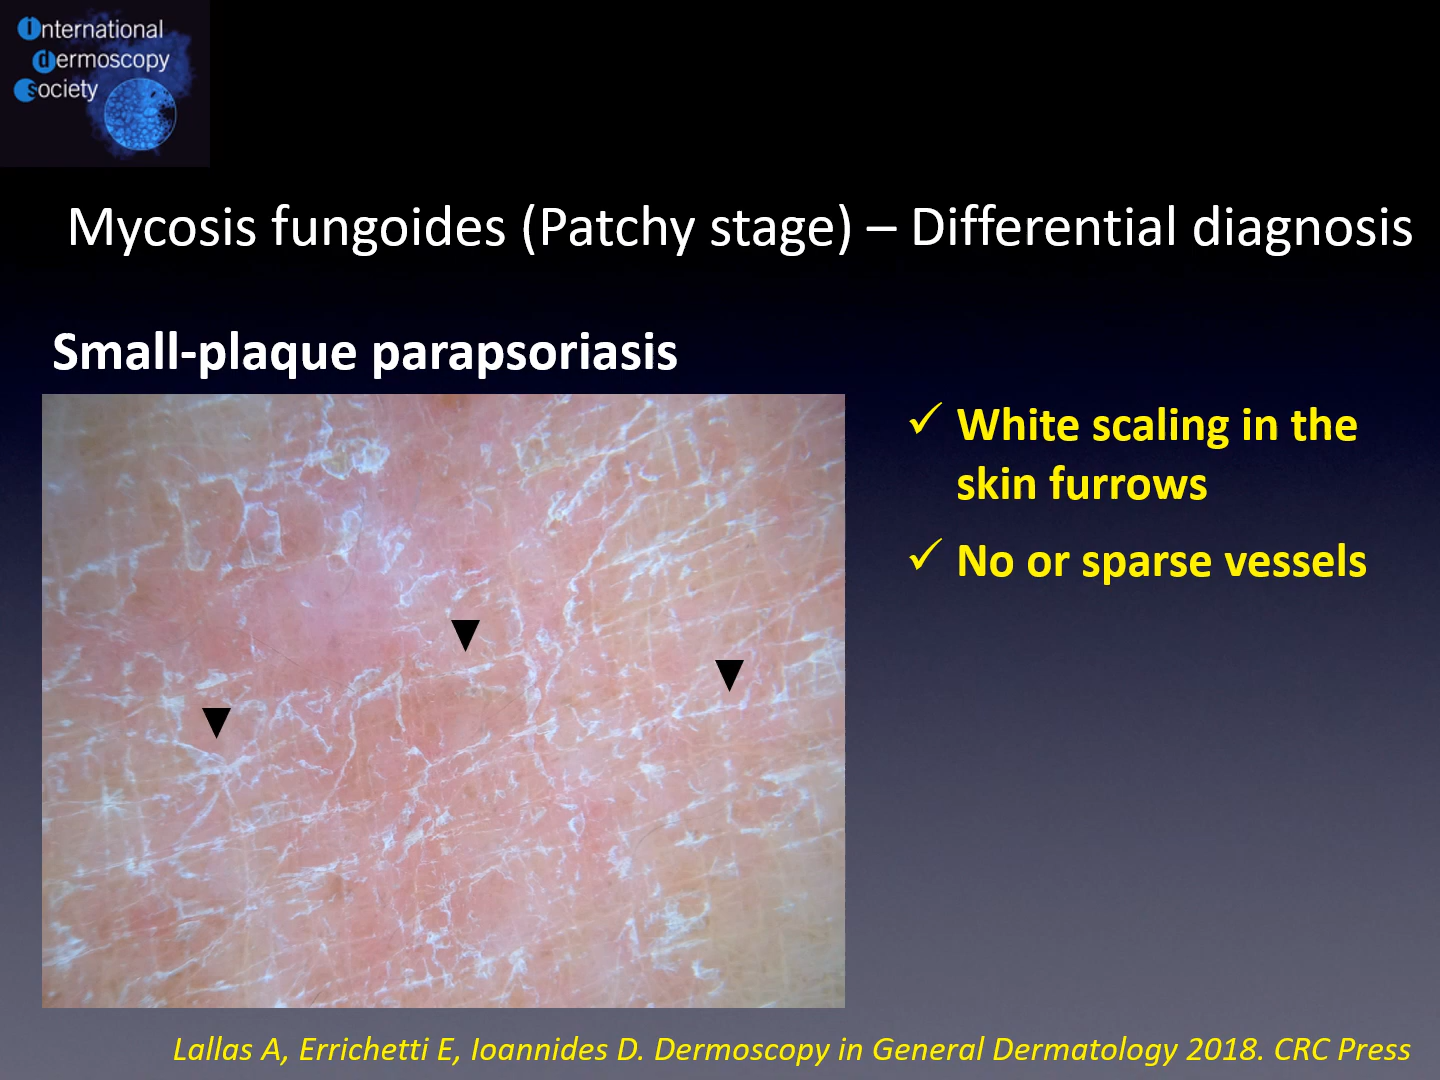 international
dermoscopy
society
Mycosis fungoides (Patchy stage) – Differential diagnosis
Small-plaque parapsoriasis
✓ White scaling in the
skin furrows
✓ No or sparse vessels
Lallas A, Errichetti E, Ioannides D. Dermoscopy in General Dermatology 2018. CRC Press